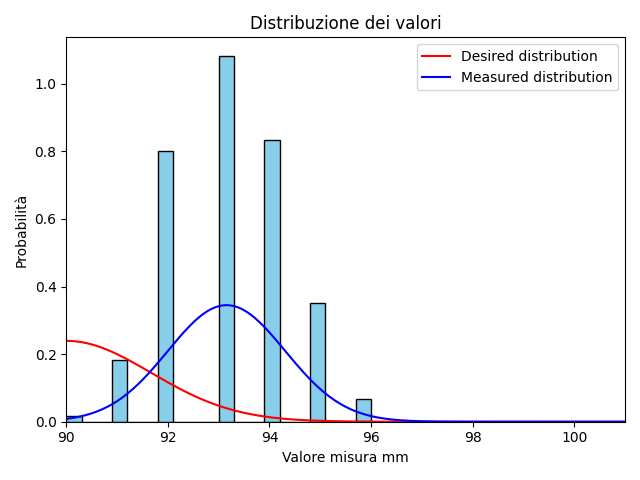 Distribuzione dei valori
Desired distribution
Measured distribution
Probabilità
1.0
0.8
0.6
0.4
0.2
0.0
90 92 94 96 98 100
Valore misura mm